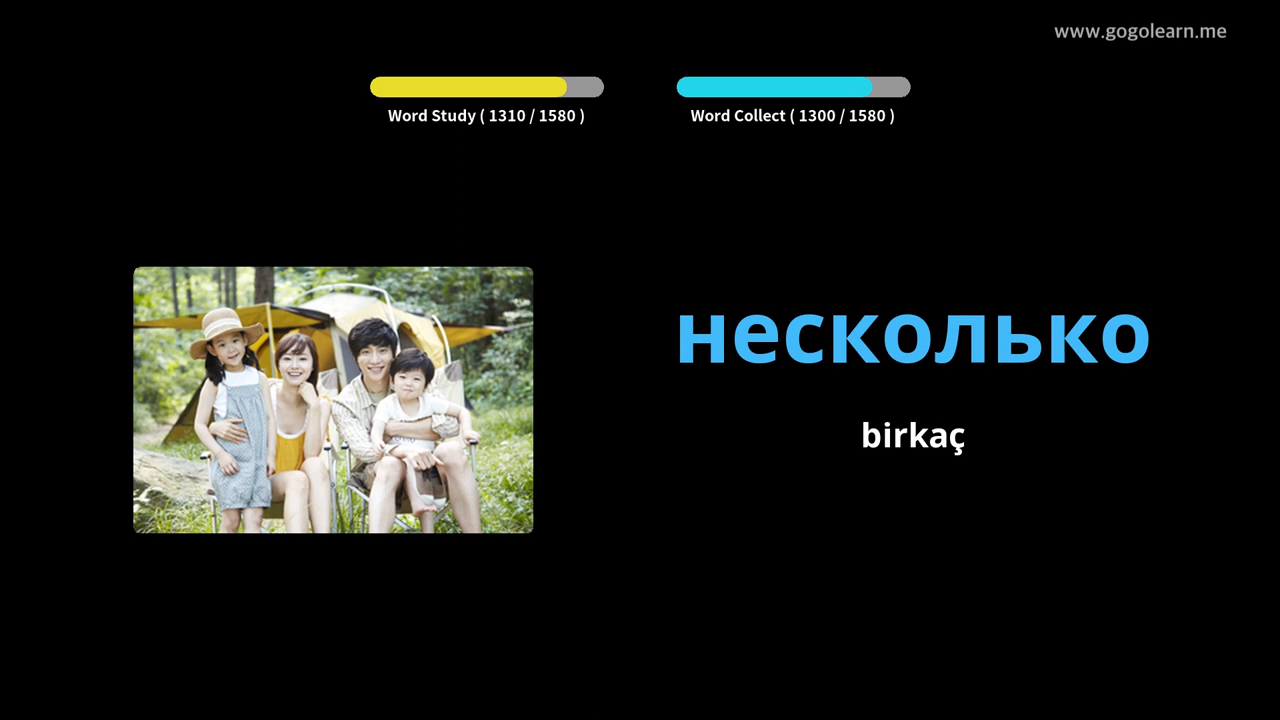 www.gogolearn.me
Word Study ( 1310 / 1580 )
Word Collect ( 1300 / 1580 )
несколько
birkaç